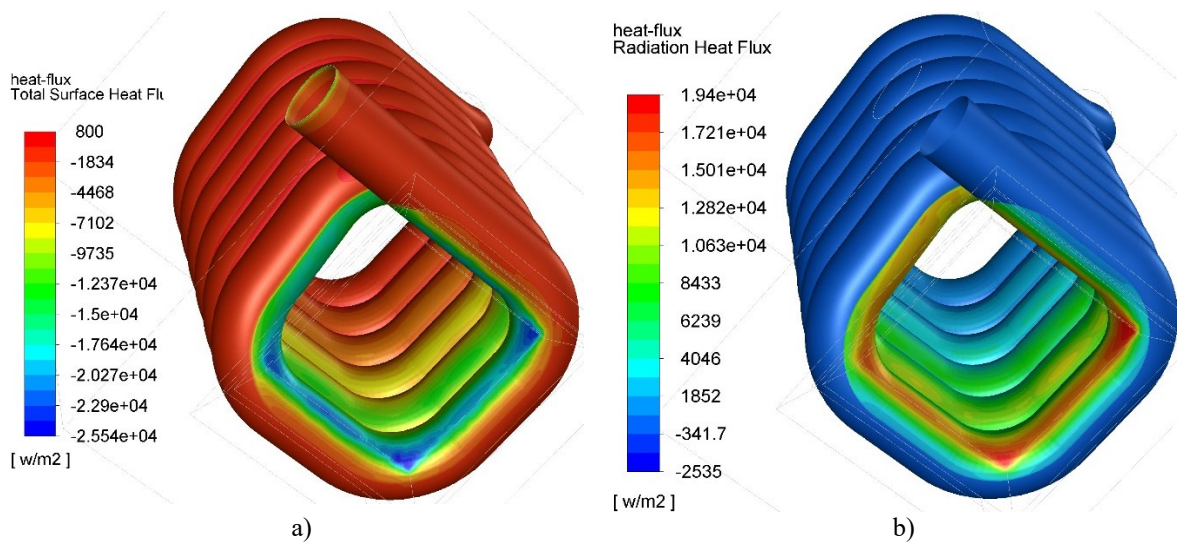 heat-flux
Total Surface Heat Flu
800
-1834
-4468
-7102
-9735
-1.237e+04
-1.5e+04
-1.764e+04
-2.027e+04
-2.29e+04
-2.554e+04
[ w/m2 ]
a)
heat-flux
Radiation Heat Flux
1.94e+04
1.721e+04
1.501e+04
1.282e+04
1.063e+04
8433
6239
4046
1852
-341.7
-2535
[ w/m2 ]
b)